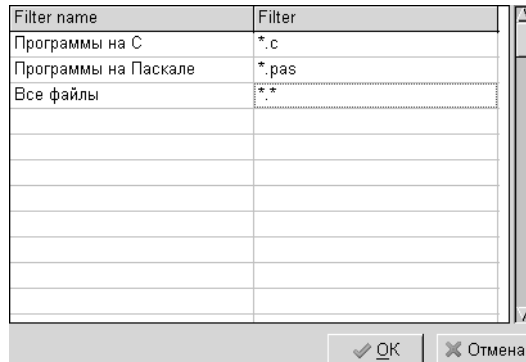 Filter name Filter
Программы на C *.c
Программы на Паскале *.pas
Все файлы *.*
OK Отмена